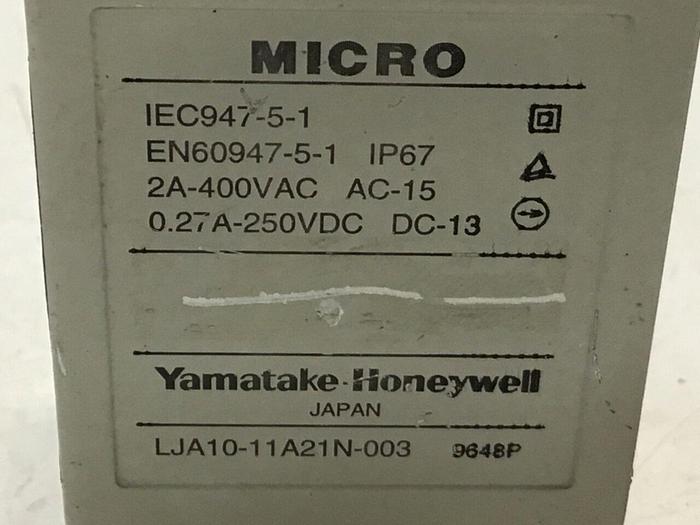 MICRO
IEC947-5-1
EN60947-5-1 IP67
2A-400VAC AC-15
0.27A-250VDC DC-13
Yamatake-Honeywell
JAPAN
LJA10-11A21N-003 9648P